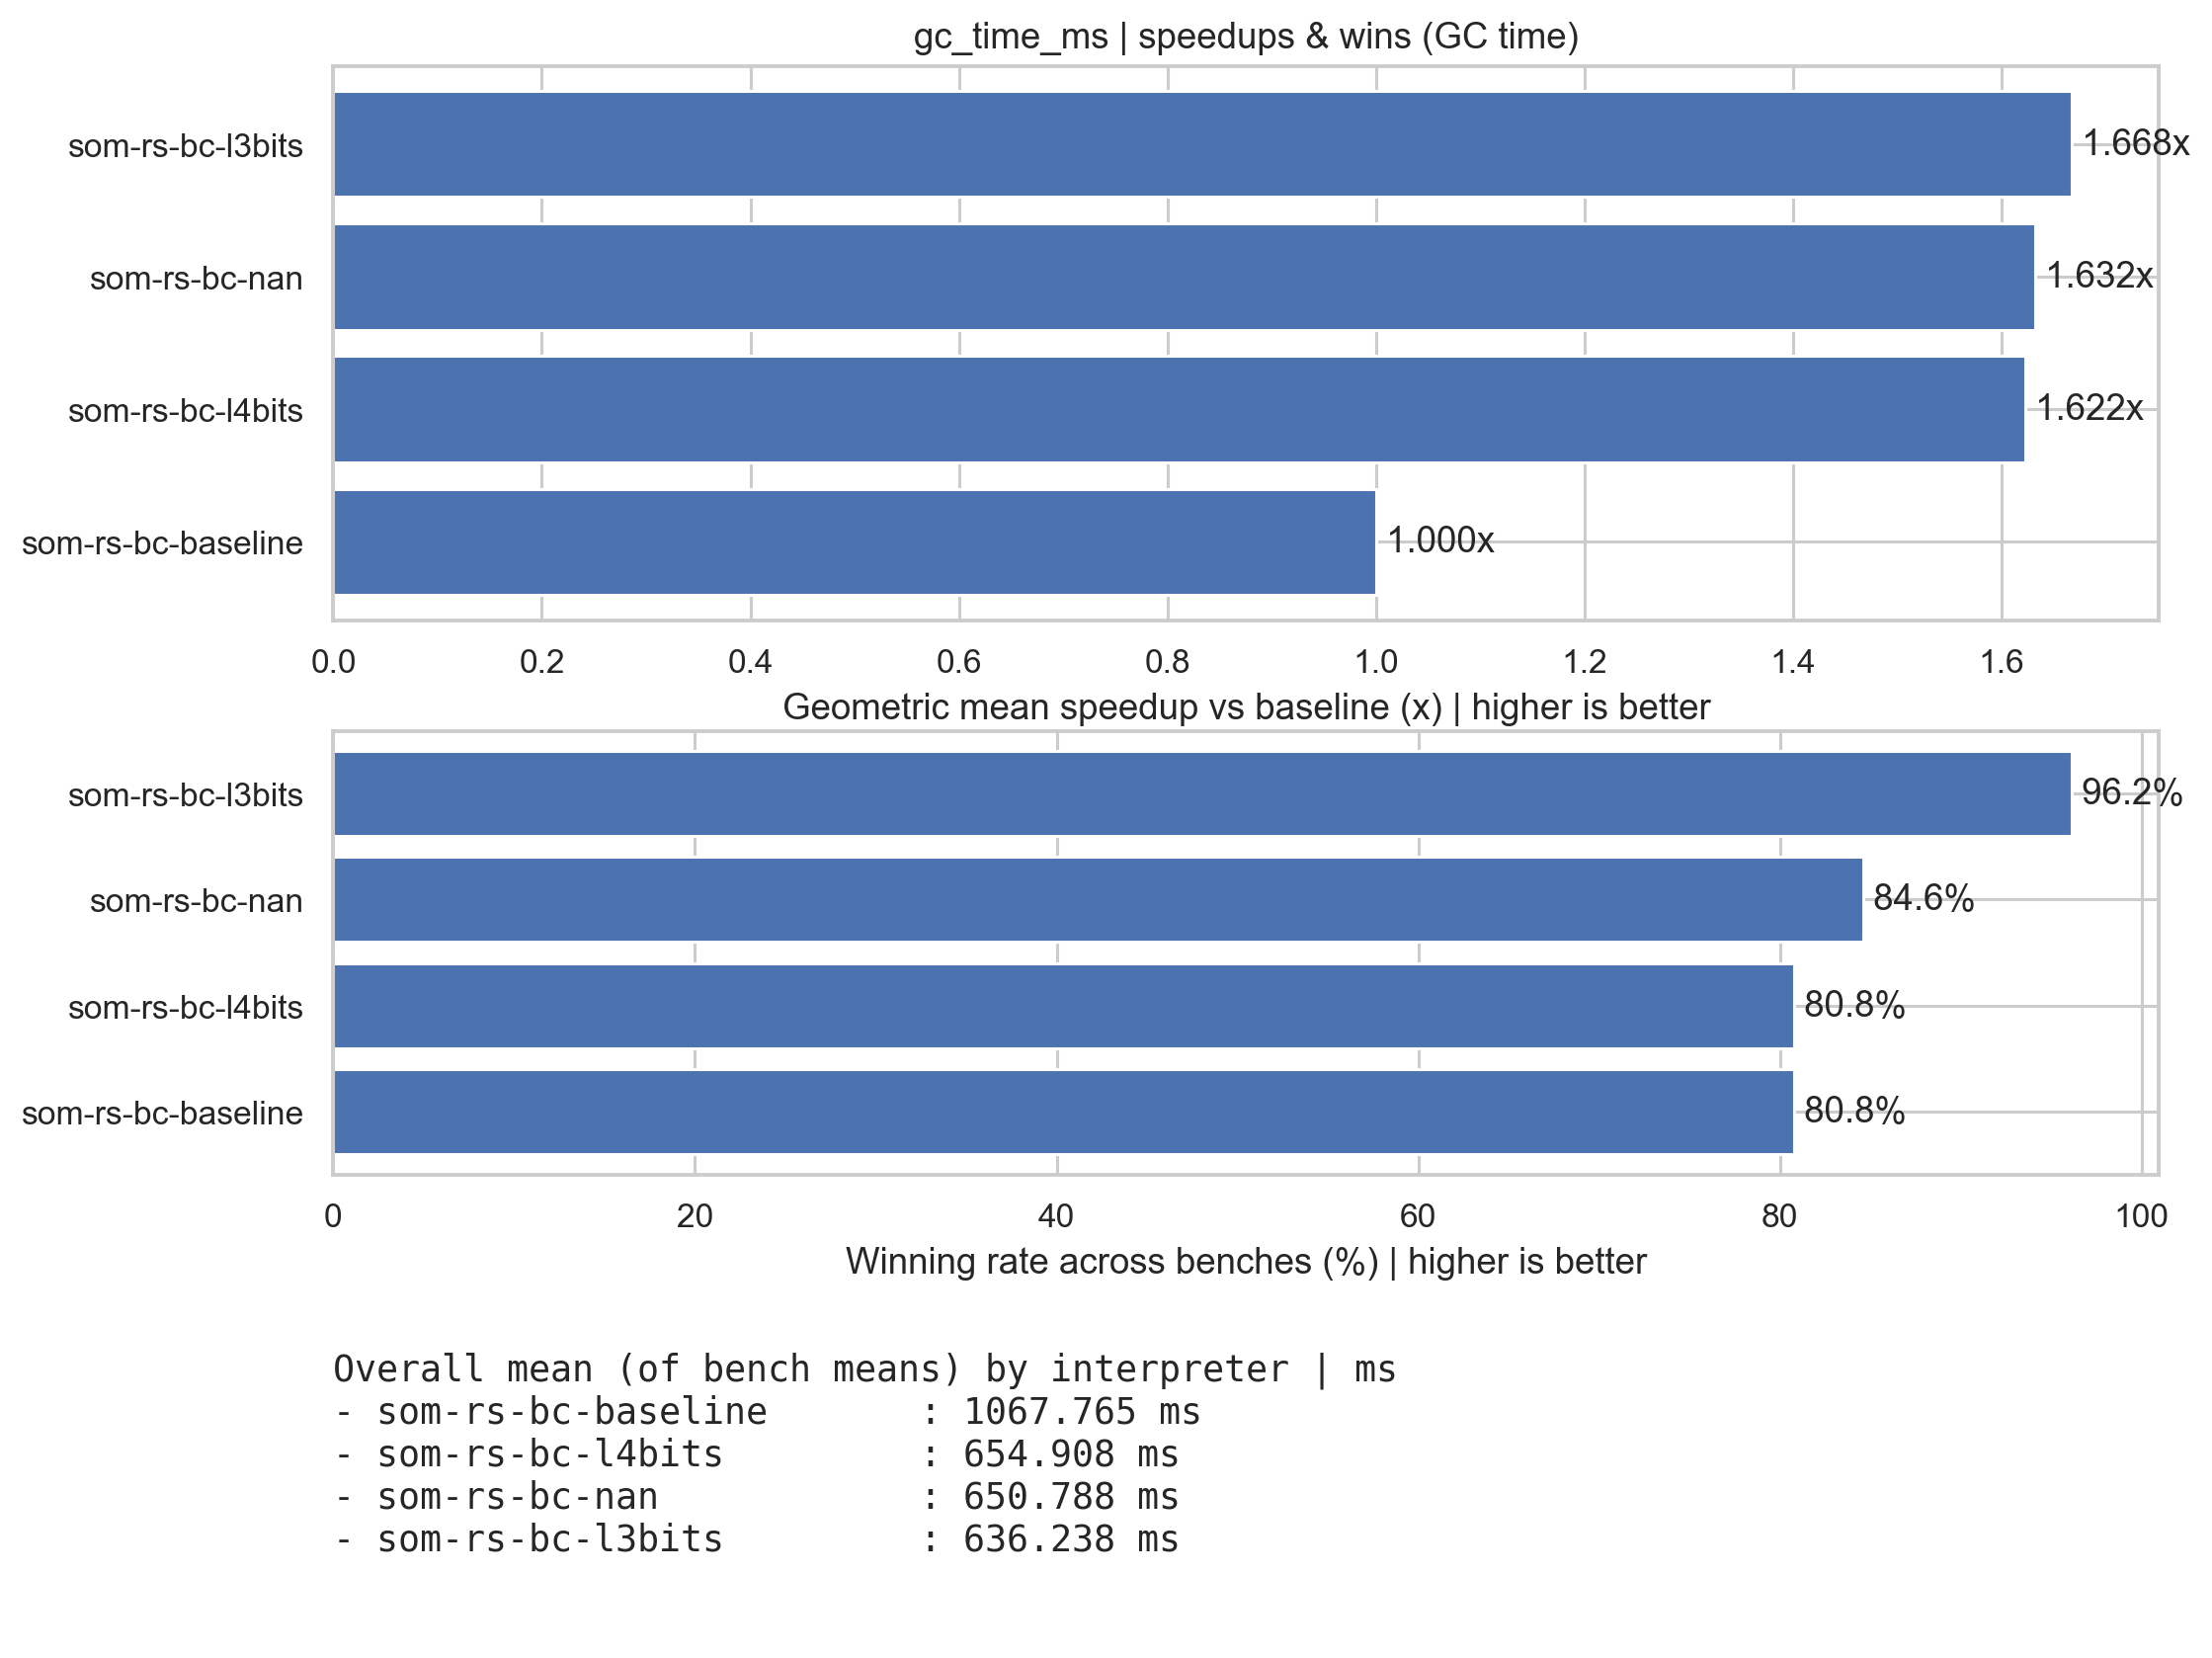 gc_time_ms | speedups & wins (GC time)
som-rs-bc-l3bits
1.668x
som-rs-bc-nan
1.632x
som-rs-bc-l4bits
1.622x
som-rs-bc-baseline
1.000x
0.0 0.2 0.4 0.6 0.8 1.0 1.2 1.4 1.6
Geometric mean speedup vs baseline (x) | higher is better
som-rs-bc-l3bits
96.2%
som-rs-bc-nan
84.6%
som-rs-bc-l4bits
80.8%
som-rs-bc-baseline
80.8%
0 20 40 60 80 100
Winning rate across benches (%) | higher is better
Overall mean (of bench means) by interpreter | ms
- som-rs-bc-baseline : 1067.765 ms
- som-rs-bc-l4bits : 654.908 ms
- som-rs-bc-nan : 650.788 ms
- som-rs-bc-l3bits : 636.238 ms